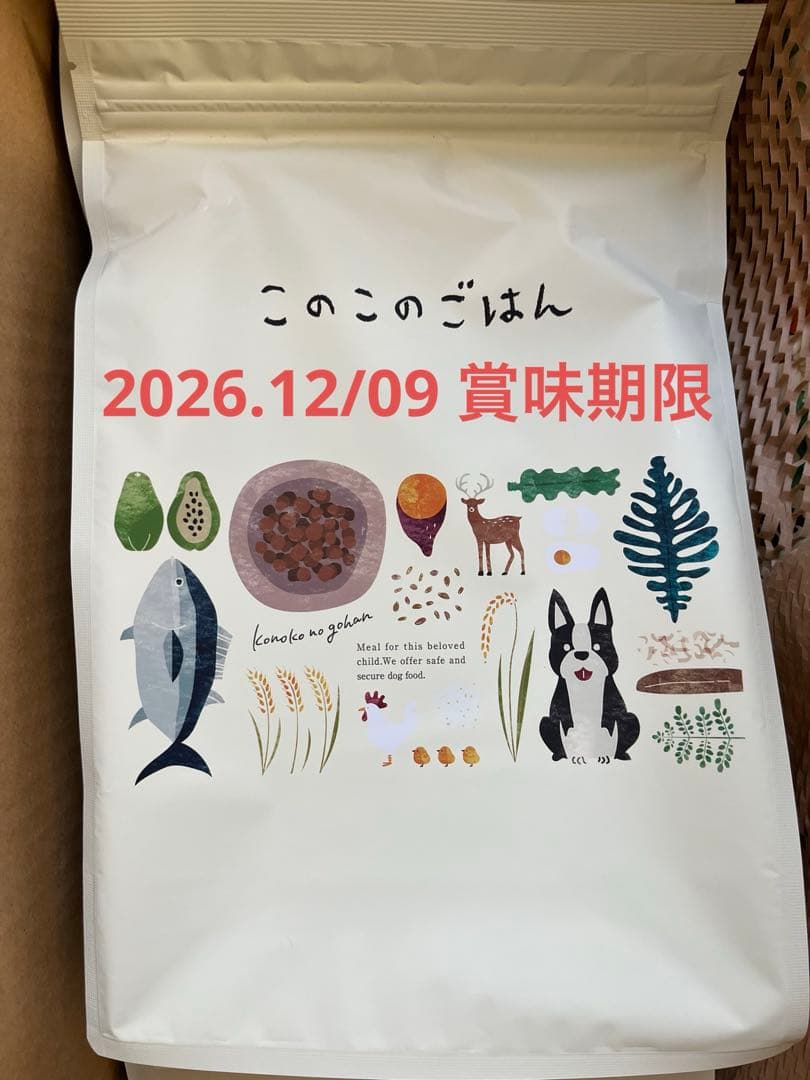 このこのごはん
2026.12/09 賞味期限
konoko no gohan
Meal for this beloved
child.We offer safe and
secure dog food.